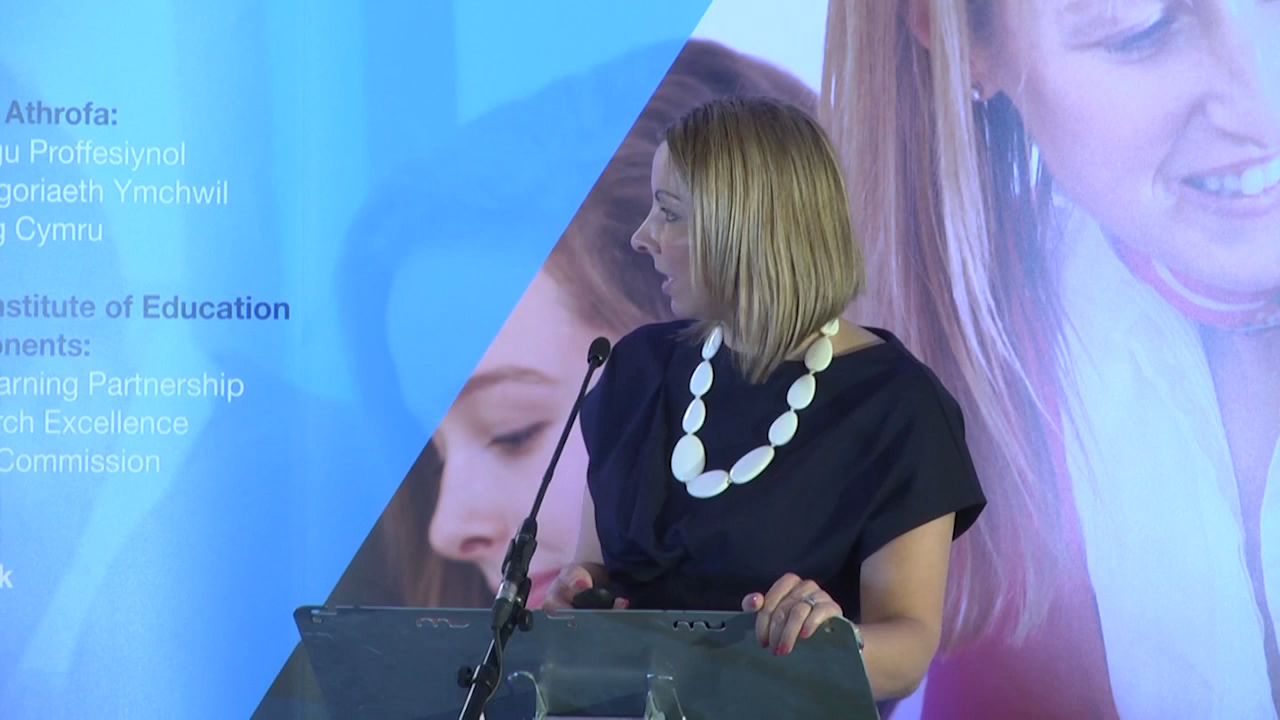 Athrofa:
gu Proffesiynol
goriaeth Ymchwil
g Cymru
nstitute of Education
onents:
arning Partnership
rch Excellence
Commission
k